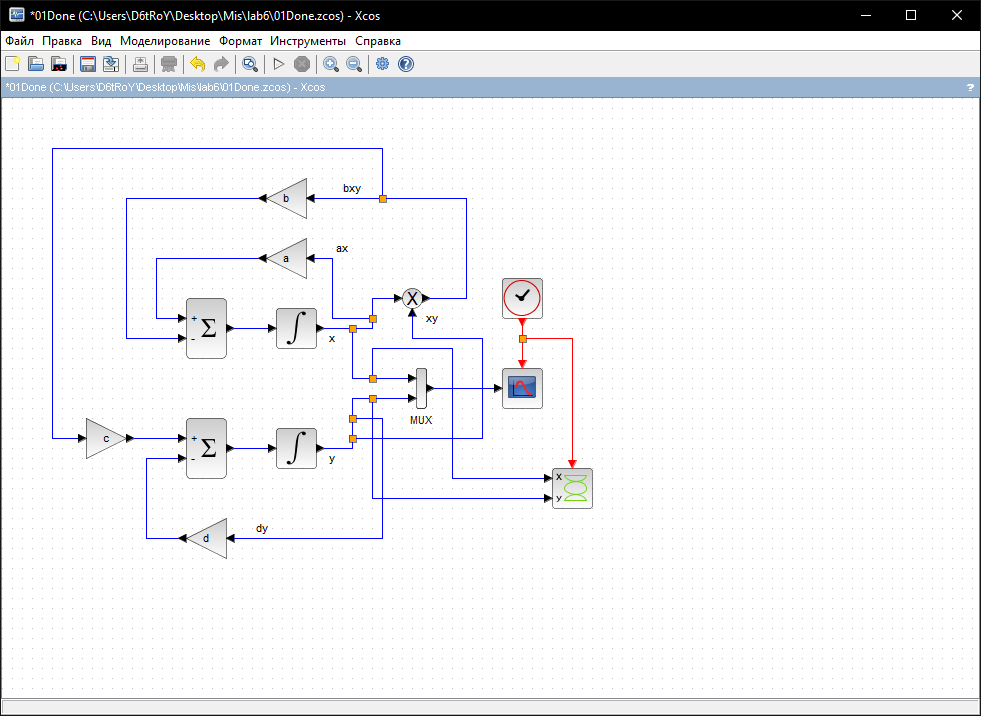 *01Done (C:\Users\D6tRoY\Desktop\Mis\lab6\01Done.zcos) - Xcos
Файл Правка Вид Моделирование Формат Инструменты Справка
*01Done (C:\Users\D6tRoY\Desktop\Mis\lab6\01Done.zcos) - Xcos ?
b
bxy
a
ax
X
xy
+
-
Σ
∫
x
MUX
c
+
-
Σ
∫
y
x
y
d
dy